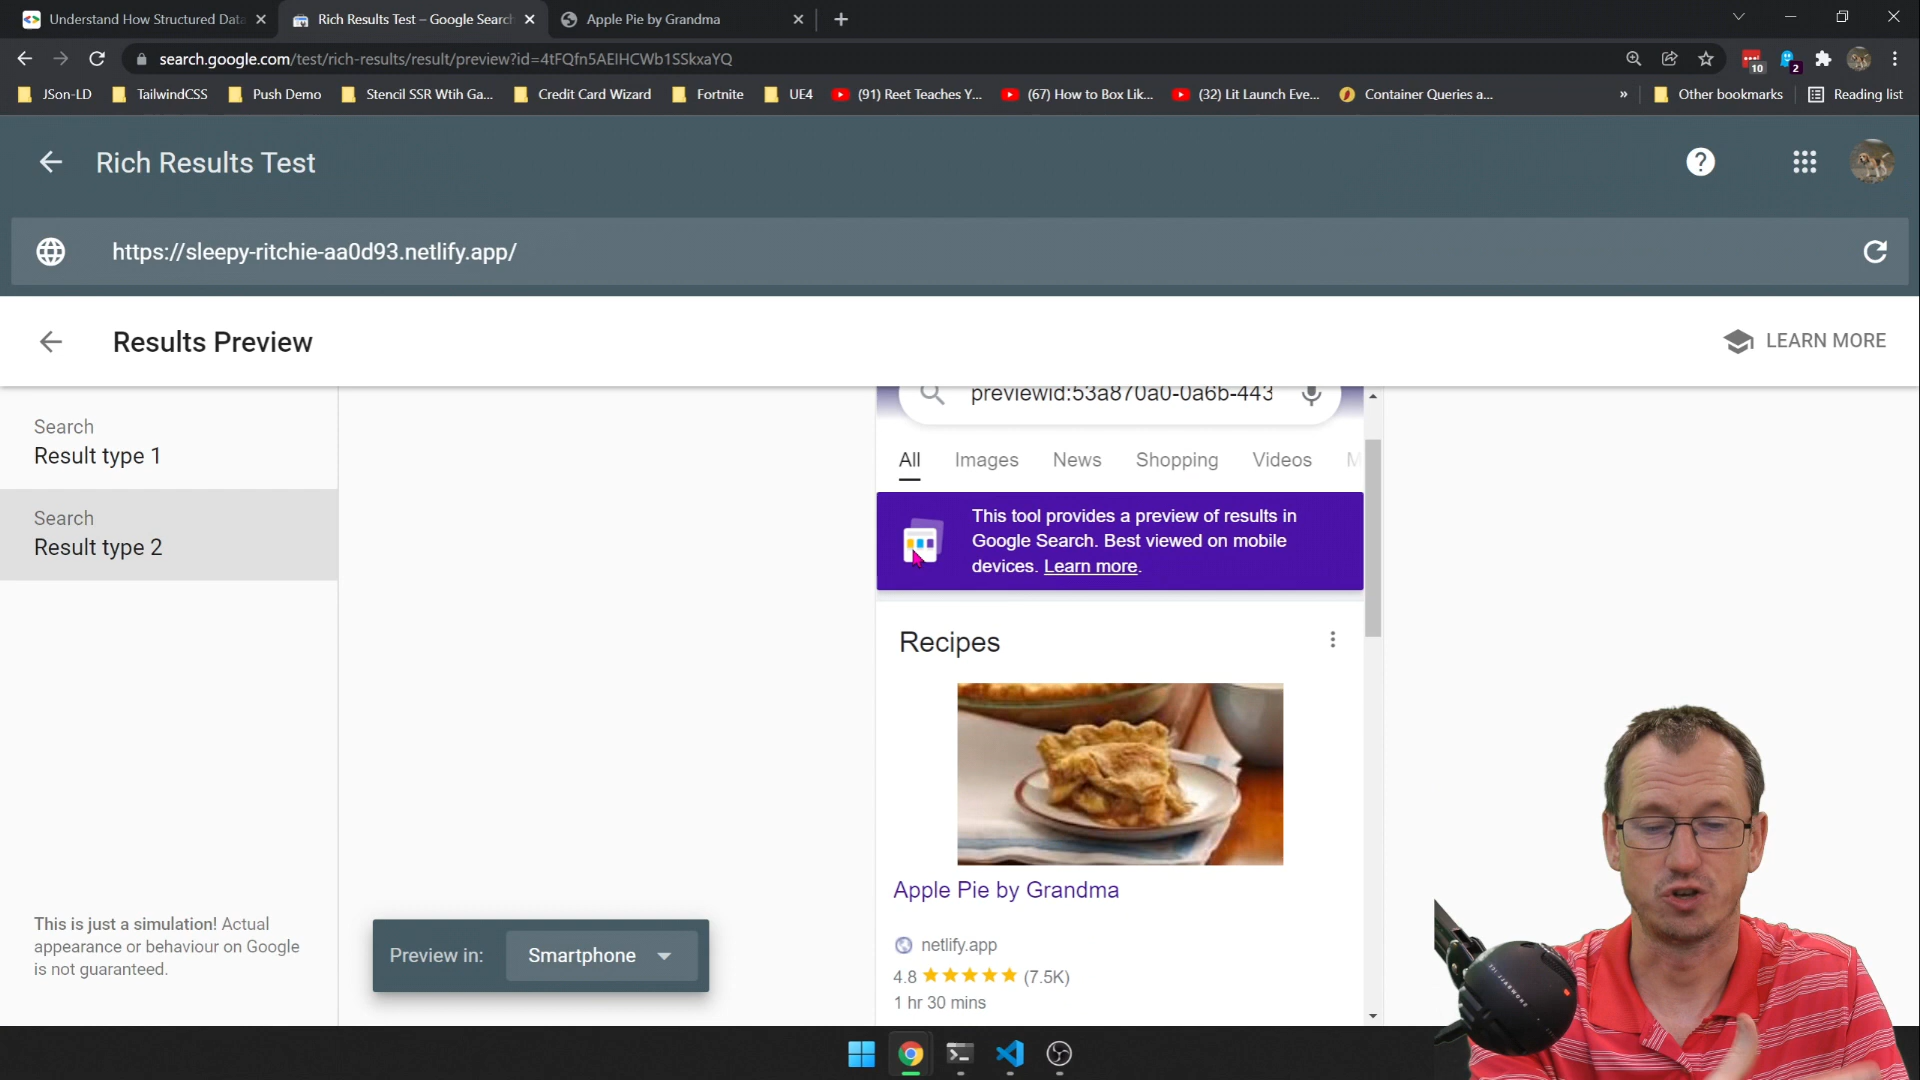 Understand How Structured Data
Rich Results Test – Google Search
Apple Pie by Grandma
search.google.com/test/rich-results/result/preview?id=4tFQfn5AEIHCWb1SSkxaYQ
10
2
JSon-LD
TailwindCSS
Push Demo
Stencil SSR Wtih Ga...
Credit Card Wizard
Fortnite
UE4
(91) Reet Teaches Y...
(67) How to Box Lik...
(32) Lit Launch Eve...
Container Queries a...
»
Other bookmarks
Reading list
Rich Results Test
https://sleepy-ritchie-aa0d93.netlify.app/
Results Preview
LEARN MORE
Search
Result type 1
Search
Result type 2
This is just a simulation! Actual
appearance or behaviour on Google
is not guaranteed.
Preview in:
Smartphone
previewid:53a870a0-0a6b-443
All
Images
News
Shopping
Videos
M
This tool provides a preview of results in
Google Search. Best viewed on mobile
devices. Learn more.
Recipes
Apple Pie by Grandma
netlify.app
4.8
(7.5K)
1 hr 30 mins